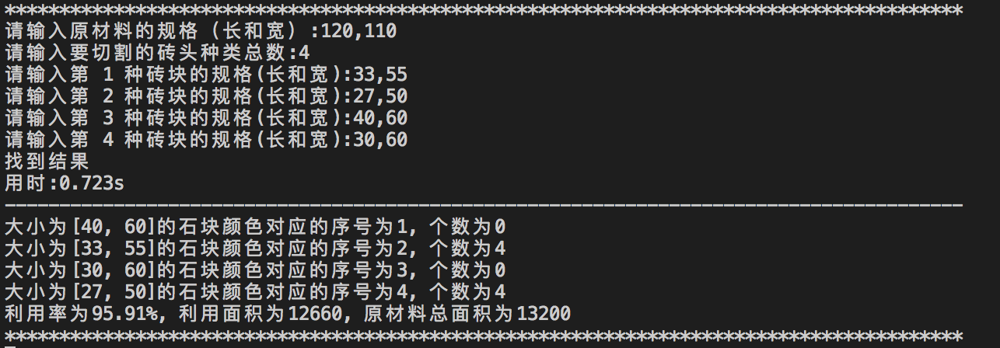 ****************************************************************************************
请输入原材料的规格 (长和宽) :120,110
请输入要切割的砖头种类总数:4
请输入第 1 种砖块的规格(长和宽):33,55
请输入第 2 种砖块的规格(长和宽):27,50
请输入第 3 种砖块的规格(长和宽):40,60
请输入第 4 种砖块的规格(长和宽):30,60
找到结果
用时:0.723s
----------------------------------------------------------------------------------------
大小为[40, 60]的石块颜色对应的序号为1, 个数为0
大小为[33, 55]的石块颜色对应的序号为2, 个数为4
大小为[30, 60]的石块颜色对应的序号为3, 个数为0
大小为[27, 50]的石块颜色对应的序号为4, 个数为4
利用率为95.91%, 利用面积为12660, 原材料总面积为13200
****************************************************************************************